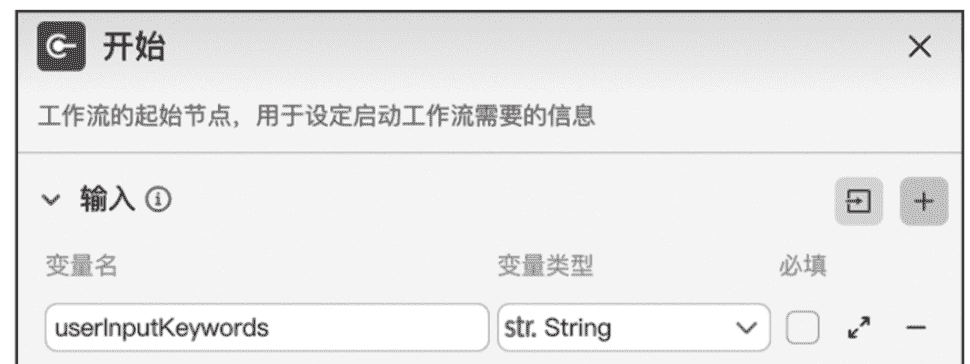 开始
工作流的起始节点，用于设定启动工作流需要的信息
输入
变量名 变量类型 必填
userInputKeywords str. String